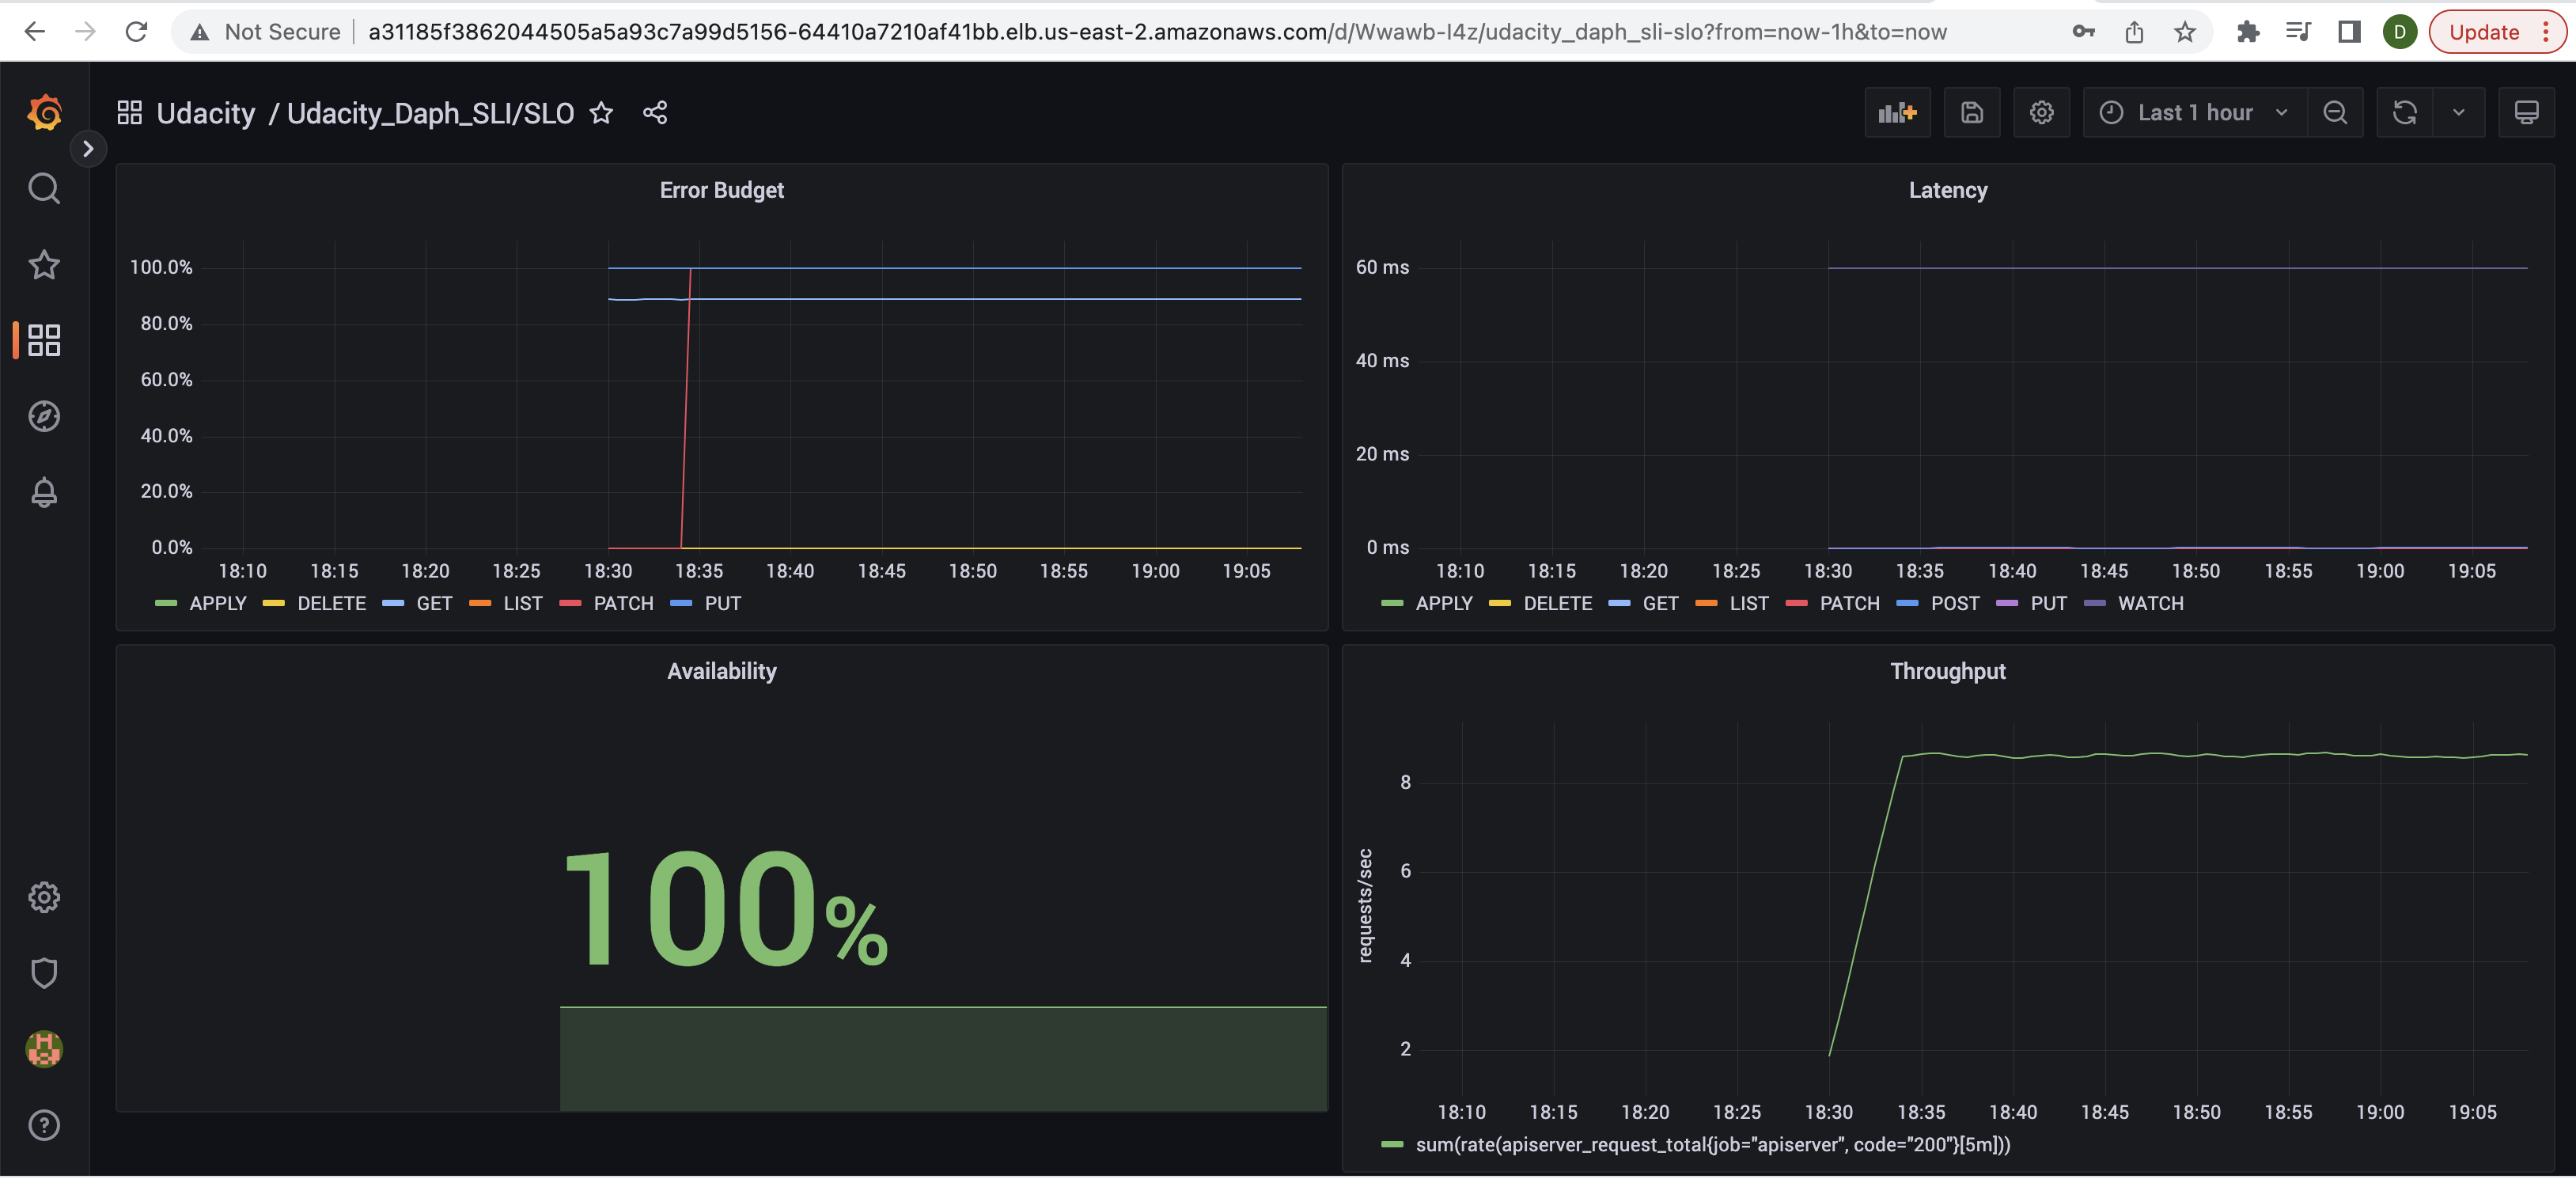 Not Secure a31185f3862044505a5a93c7a99d5156-64410a7210af41bb.elb.us-east-2.amazonaws.com/d/Wwawb-l4z/udacity_daph_sli-slo?from=now-1h&to=now D Update
Udacity / Udacity_Daph_SLI/SLO Last 1 hour
Error Budget
100.0%
80.0%
60.0%
40.0%
20.0%
0.0%
18:10 18:15 18:20 18:25 18:30 18:35 18:40 18:45 18:50 18:55 19:00 19:05
APPLY DELETE GET LIST PATCH PUT
Latency
60 ms
40 ms
20 ms
0 ms
18:10 18:15 18:20 18:25 18:30 18:35 18:40 18:45 18:50 18:55 19:00 19:05
APPLY DELETE GET LIST PATCH POST PUT WATCH
Availability
100%
Throughput
requests/sec
8
6
4
2
18:10 18:15 18:20 18:25 18:30 18:35 18:40 18:45 18:50 18:55 19:00 19:05
sum(rate(apiserver_request_total{job="apiserver", code="200"}[5m]))